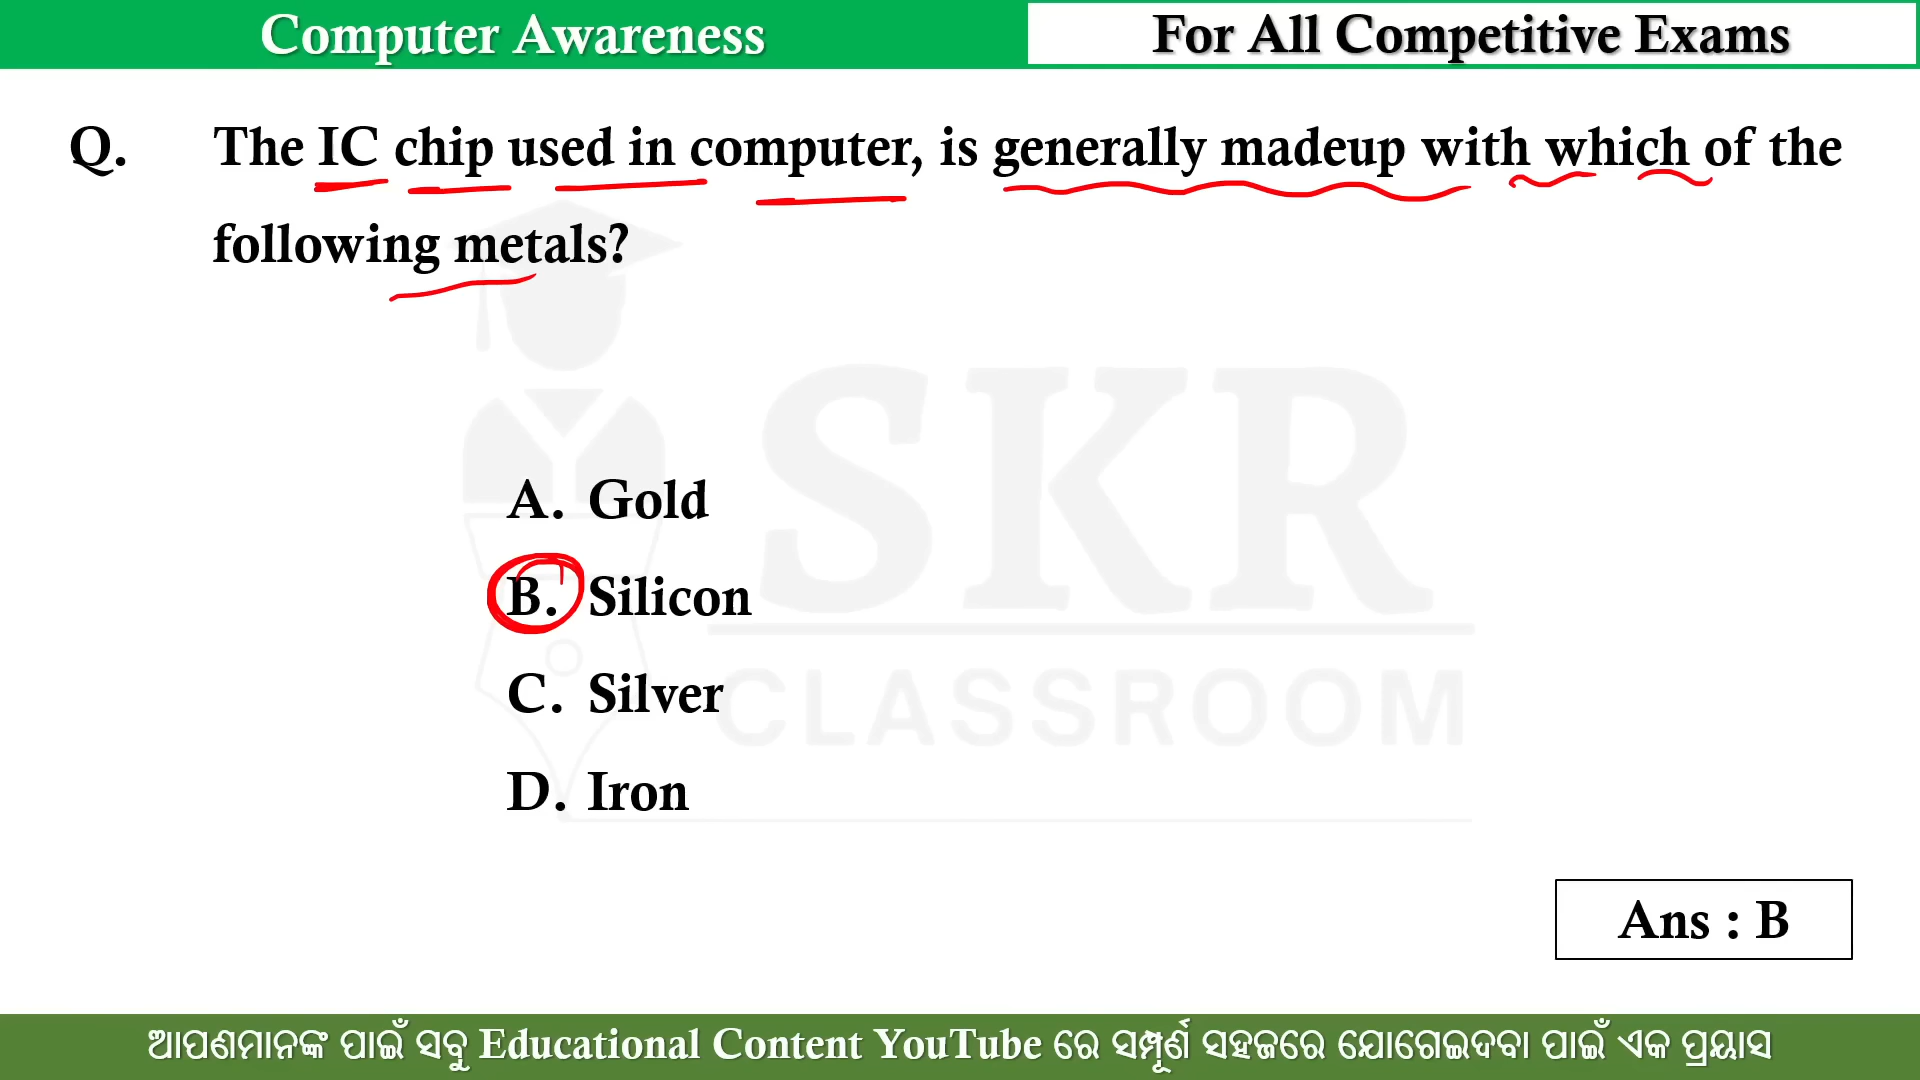 Computer Awareness
For All Competitive Exams
Q. The IC chip used in computer, is generally madeup with which of the
following metals?
SKR
CLASSROOM
A. Gold
B. Silicon
C. Silver
D. Iron
Ans : B
ଆପଣମାନଙ୍କ ପାଇଁ ସବୁ Educational Content YouTube ରେ ସମ୍ପୂର୍ଣ ସହଜରେ ଯୋଗେଇଦବା ପାଇଁ ଏକ ପ୍ରୟାସ